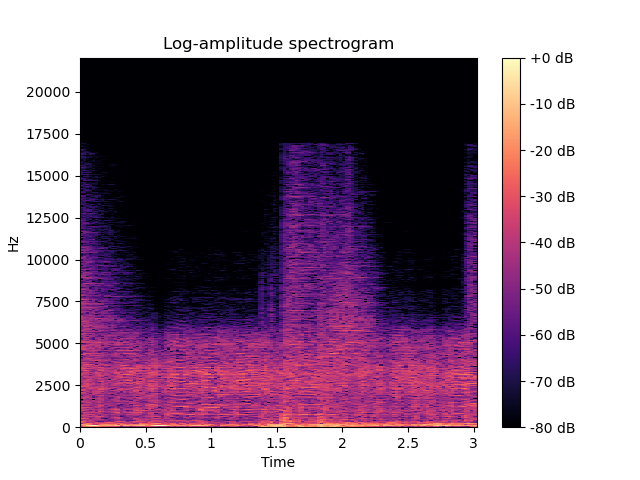 Log-amplitude spectrogram
Hz
20000
17500
15000
12500
10000
7500
5000
2500
0
0 0.5 1 1.5 2 2.5 3
Time
+0 dB
-10 dB
-20 dB
-30 dB
-40 dB
-50 dB
-60 dB
-70 dB
-80 dB